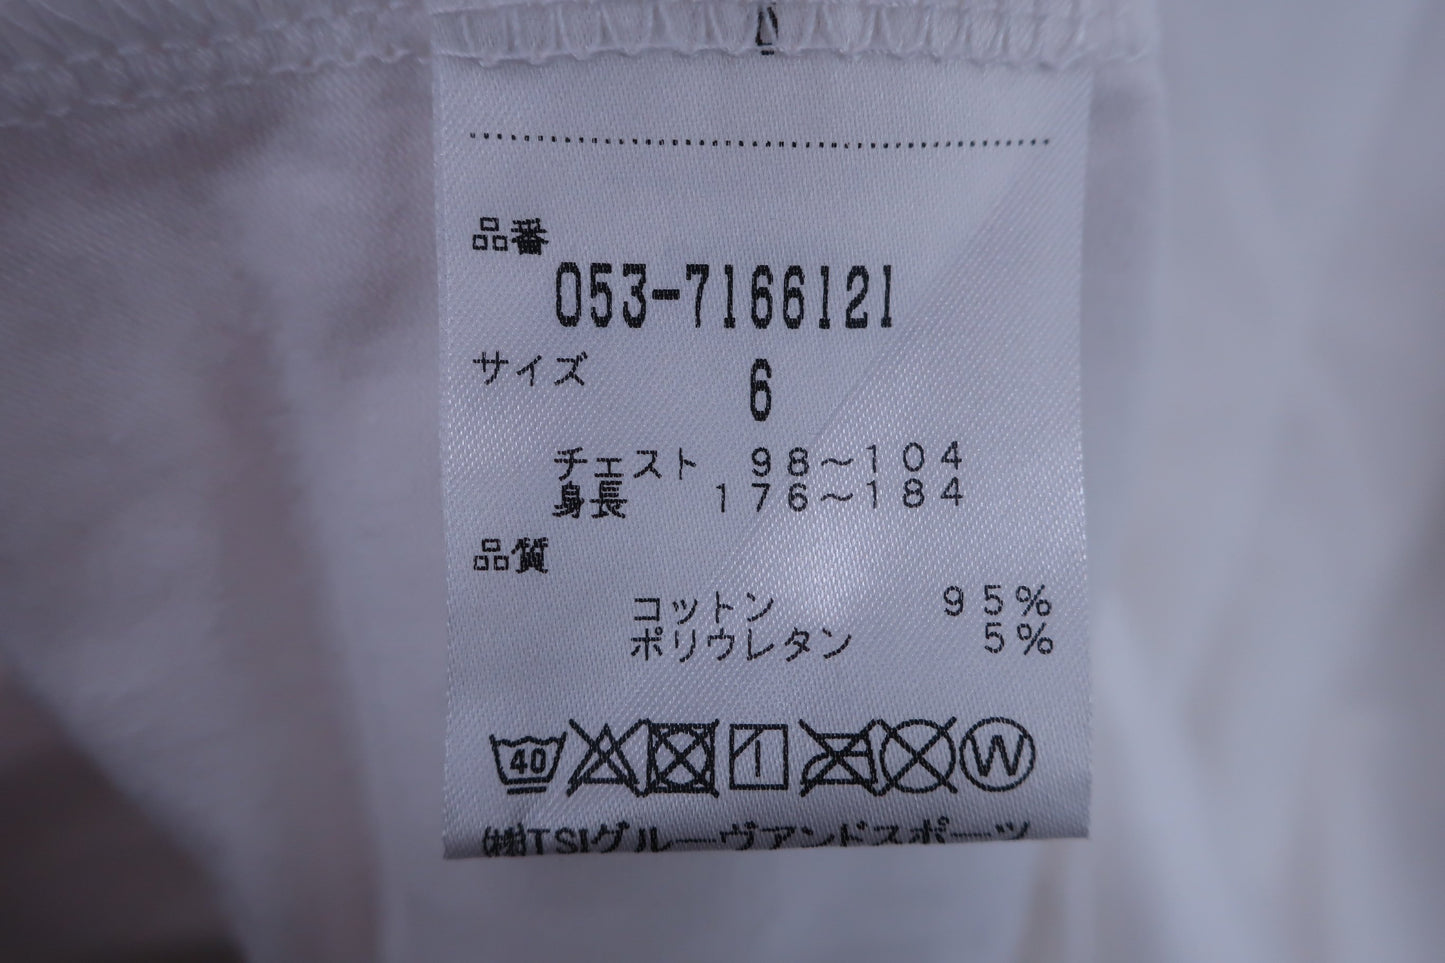 品番
053-7166121
サイズ
6
チェスト 98~104
身長 176~184
品質
コットン 95%
ポリウレタン 5%
40 W
㈱TSIグルーヴアンドスポーツ